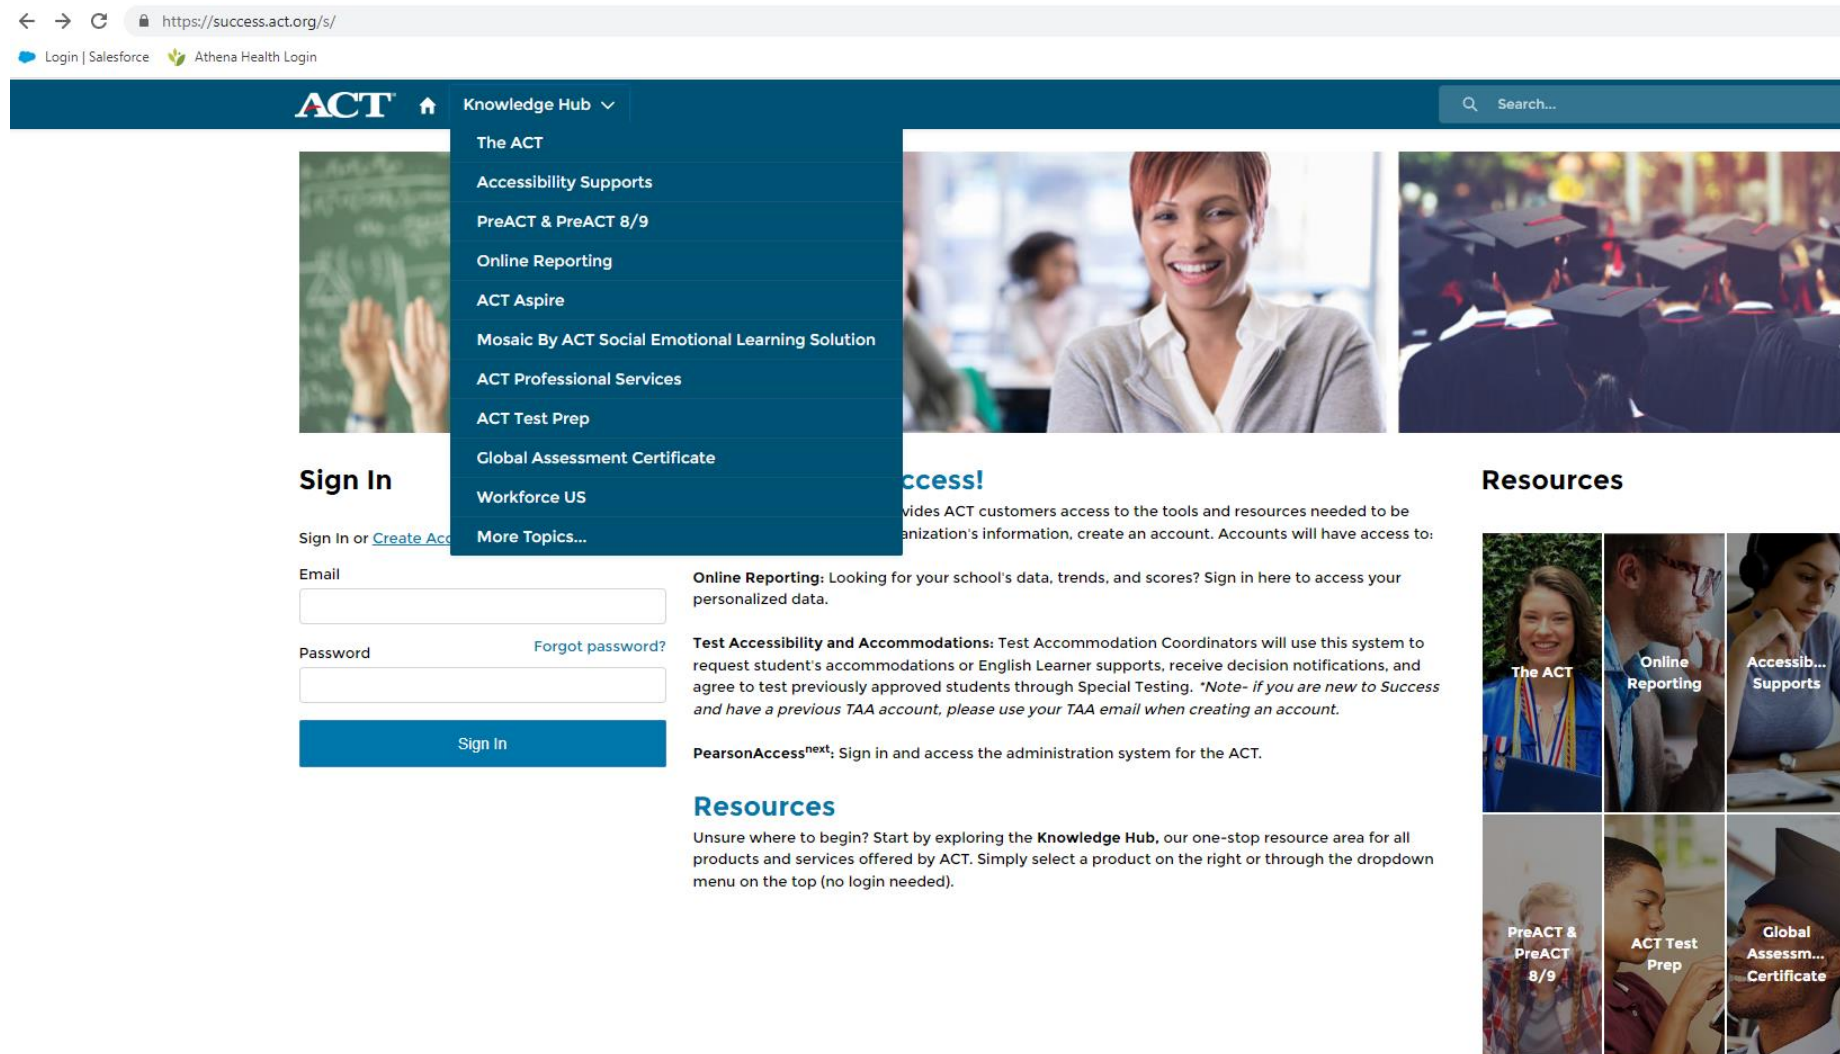 https://success.act.org/s/
Login | Salesforce
Athena Health Login
ACT
Knowledge Hub
Search...
The ACT
Accessibility Supports
PreACT & PreACT 8/9
Online Reporting
ACT Aspire
Mosaic By ACT Social Emotional Learning Solution
ACT Professional Services
ACT Test Prep
Global Assessment Certificate
Workforce US
More Topics...
Sign In
Sign In or Create Acc
Email
Password
Forgot password?
Sign In
ccess!
vides ACT customers access to the tools and resources needed to be
anization's information, create an account. Accounts will have access to:
Online Reporting: Looking for your school's data, trends, and scores? Sign in here to access your
personalized data.
Test Accessibility and Accommodations: Test Accommodation Coordinators will use this system to
request student's accommodations or English Learner supports, receive decision notifications, and
agree to test previously approved students through Special Testing. *Note- if you are new to Success
and have a previous TAA account, please use your TAA email when creating an account.
PearsonAccessnext: Sign in and access the administration system for the ACT.
Resources
Unsure where to begin? Start by exploring the Knowledge Hub, our one-stop resource area for all
products and services offered by ACT. Simply select a product on the right or through the dropdown
menu on the top (no login needed).
Resources
The ACT
Online
Reporting
Accessib...
Supports
PreACT &
PreACT
8/9
ACT Test
Prep
Global
Assessm...
Certificate